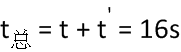 t总 = t + t' = 16s